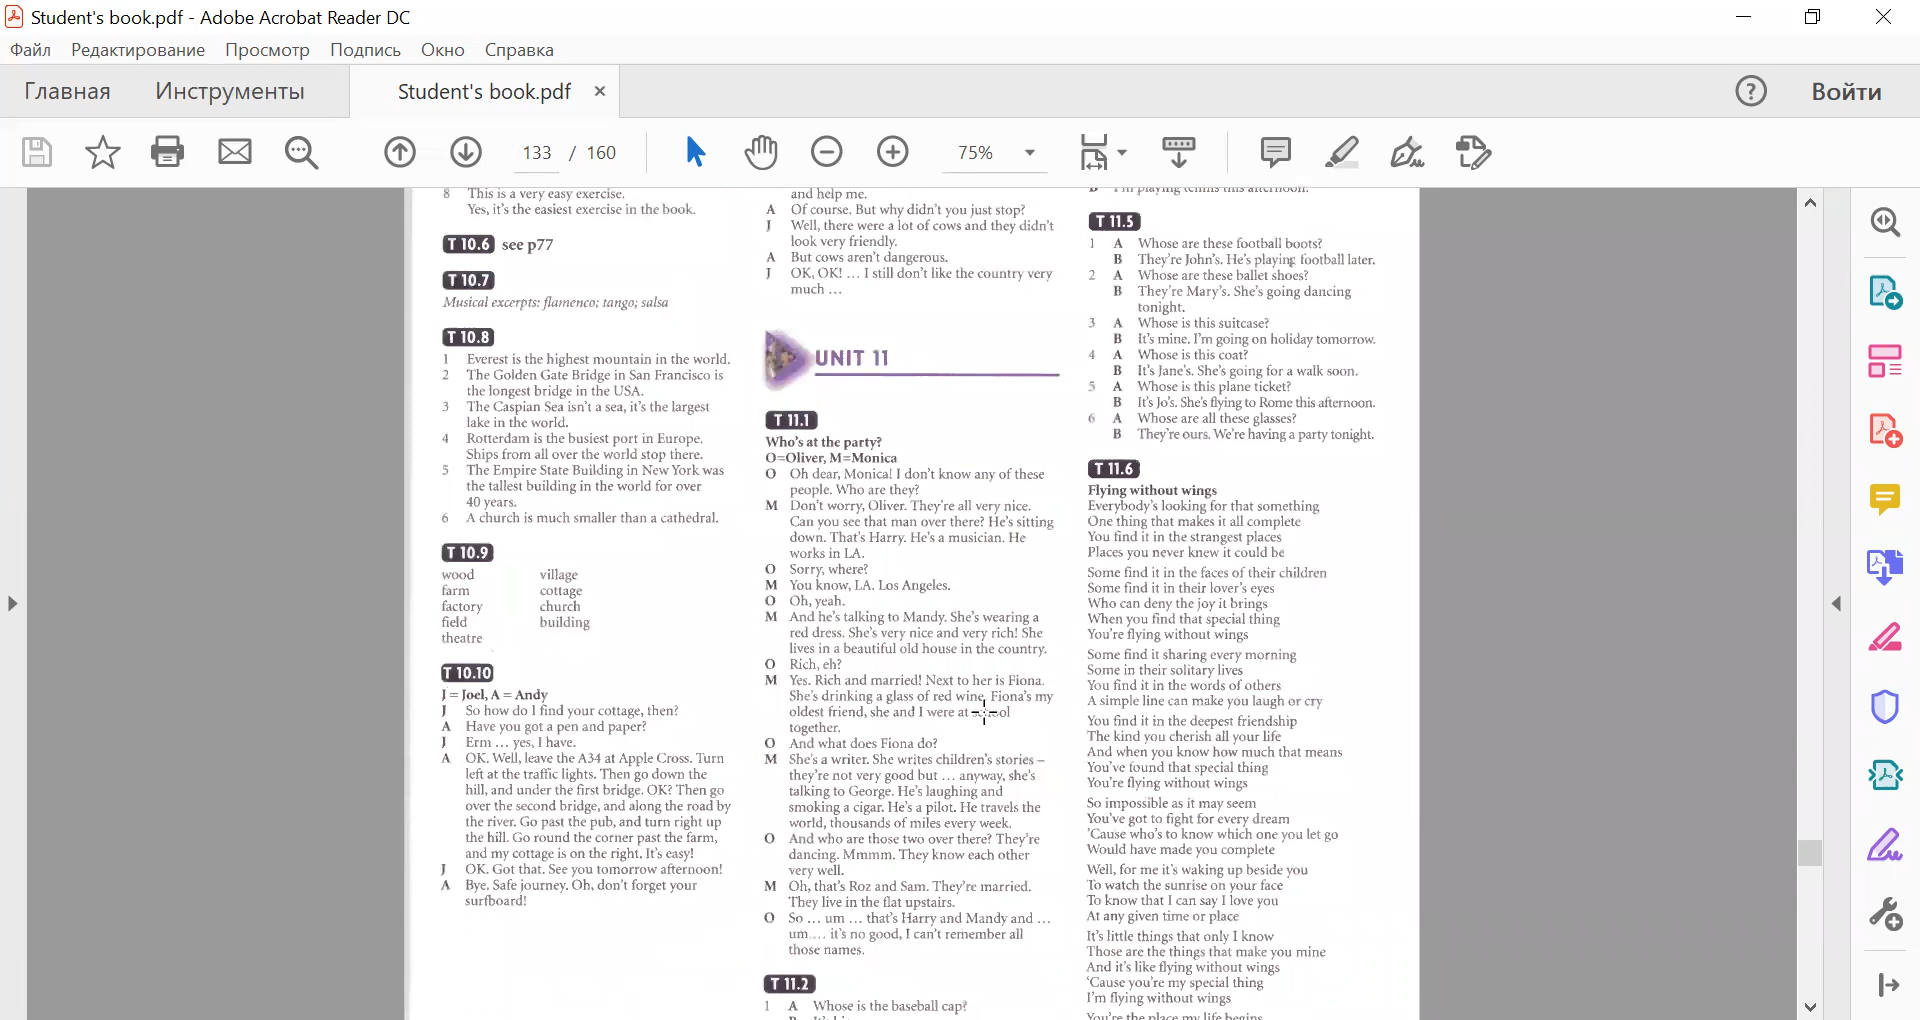 Student's book.pdf - Adobe Acrobat Reader DC
Файл Редактирование Просмотр Подпись Окно Справка
Главная Инструменты Student's book.pdf × ? Войти
133 / 160 75%
8 This is a very easy exercise.
Yes, it's the easiest exercise in the book.
T 10.6 see p77
T 10.7
Musical excerpts: flamenco; tango; salsa
T 10.8
1 Everest is the highest mountain in the world.
2 The Golden Gate Bridge in San Francisco is
the longest bridge in the USA.
3 The Caspian Sea isn't a sea, it's the largest
lake in the world.
4 Rotterdam is the busiest port in Europe.
Ships from all over the world stop there.
5 The Empire State Building in New York was
the tallest building in the world for over
40 years.
6 A church is much smaller than a cathedral.
T 10.9
wood village
farm cottage
factory church
field building
theatre
T 10.10
J = Joel, A = Andy
J So how do I find your cottage, then?
A Have you got a pen and paper?
J Erm ... yes, I have.
A OK. Well, leave the A34 at Apple Cross. Turn
left at the traffic lights. Then go down the
hill, and under the first bridge. OK? Then go
over the second bridge, and along the road by
the river. Go past the pub, and turn right up
the hill. Go round the corner past the farm,
and my cottage is on the right. It's easy!
J OK. Got that. See you tomorrow afternoon!
A Bye. Safe journey. Oh, don't forget your
surfboard!
and help me.
A Of course. But why didn't you just stop?
J Well, there were a lot of cows and they didn't
look very friendly.
A But cows aren't dangerous.
J OK, OK! ... I still don't like the country very
much ...
UNIT 11
T 11.1
Who's at the party?
O=Oliver, M=Monica
O Oh dear, Monica! I don't know any of these
people. Who are they?
M Don't worry, Oliver. They're all very nice.
Can you see that man over there? He's sitting
down. That's Harry. He's a musician. He
works in LA.
O Sorry, where?
M You know, LA. Los Angeles.
O Oh, yeah.
M And he's talking to Mandy. She's wearing a
red dress. She's very nice and very rich! She
lives in a beautiful old house in the country.
O Rich, eh?
M Yes. Rich and married! Next to her is Fiona.
She's drinking a glass of red wine. Fiona's my
oldest friend, she and I were at school
together.
O And what does Fiona do?
M She's a writer. She writes children's stories –
they're not very good but ... anyway, she's
talking to George. He's laughing and
smoking a cigar. He's a pilot. He travels the
world, thousands of miles every week.
O And who are those two over there? They're
dancing. Mmmm. They know each other
very well.
M Oh, that's Roz and Sam. They're married.
They live in the flat upstairs.
O So ... um ... that's Harry and Mandy and ...
um ... it's no good, I can't remember all
those names.
T 11.2
1 A Whose is the baseball cap?
B I'm playing tennis this afternoon.
T 11.5
1 A Whose are these football boots?
B They're John's. He's playing football later.
2 A Whose are these ballet shoes?
B They're Mary's. She's going dancing
tonight.
3 A Whose is this suitcase?
B It's mine. I'm going on holiday tomorrow.
4 A Whose is this coat?
B It's Jane's. She's going for a walk soon.
5 A Whose is this plane ticket?
B It's Jo's. She's flying to Rome this afternoon.
6 A Whose are all these glasses?
B They're ours. We're having a party tonight.
T 11.6
Flying without wings
Everybody's looking for that something
One thing that makes it all complete
You find it in the strangest places
Places you never knew it could be
Some find it in the faces of their children
Some find it in their lover's eyes
Who can deny the joy it brings
When you find that special thing
You're flying without wings
Some find it sharing every morning
Some in their solitary lives
You find it in the words of others
A simple line can make you laugh or cry
You find it in the deepest friendship
The kind you cherish all your life
And when you know how much that means
You've found that special thing
You're flying without wings
So impossible as it may seem
You've got to fight for every dream
'Cause who's to know which one you let go
Would have made you complete
Well, for me it's waking up beside you
To watch the sunrise on your face
To know that I can say I love you
At any given time or place
It's little things that only I know
Those are the things that make you mine
And it's like flying without wings
'Cause you're my special thing
I'm flying without wings
You're the place my life begins